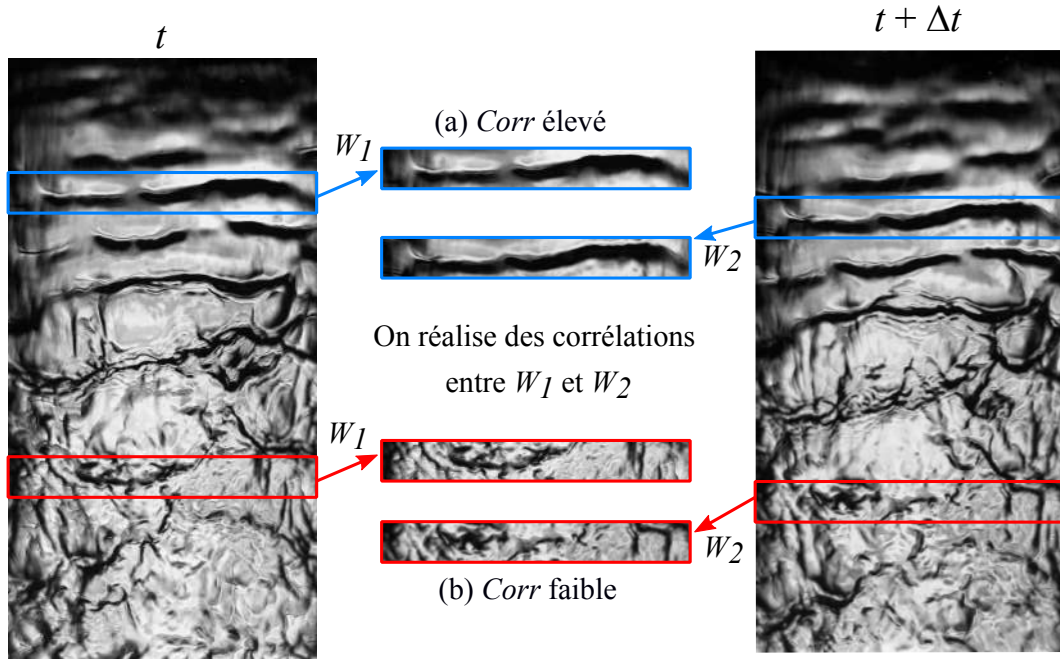 t
t + Δt
(a) Corr élevé
W1
W2
On réalise des corrélations
entre W1 et W2
W1
W2
(b) Corr faible